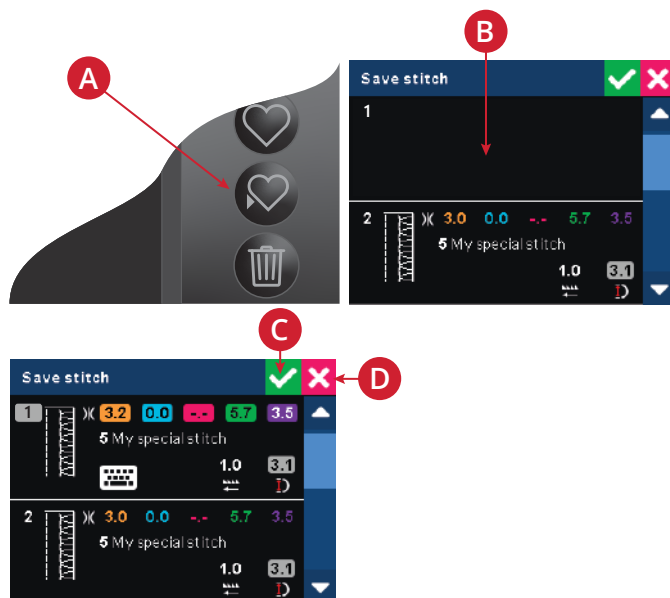 A
B
Save stitch
1
2 3.0 0.0 -.- 5.7 3.5
5 My special stitch
1.0 3.1
C
D
Save stitch
1 3.2 0.0 -.- 5.7 3.5
5 My special stitch
1.0 3.1
2 3.0 0.0 -.- 5.7 3.5
5 My special stitch
1.0 3.1